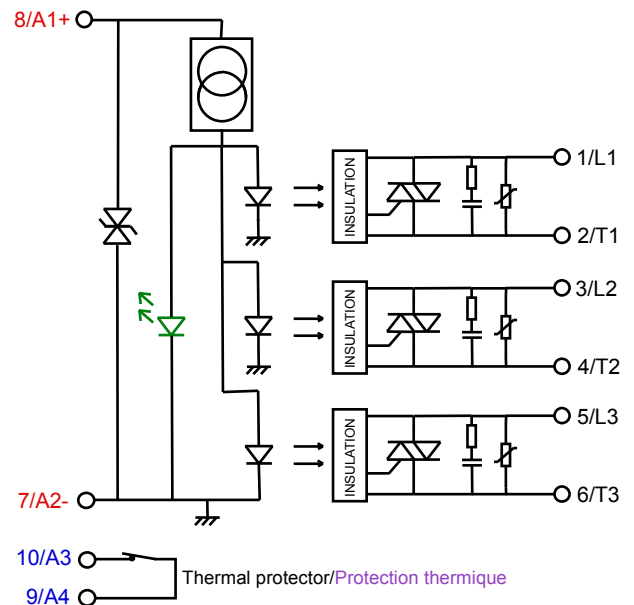 8/A1+
INSULATION
1/L1
2/T1
INSULATION
3/L2
4/T2
INSULATION
5/L3
6/T3
7/A2-
10/A3
Thermal protector/Protection thermique
9/A4